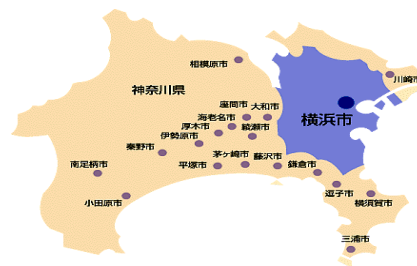 相模原市
川崎市
神奈川県
座間市
大和市
横浜市
海老名市
厚木市
綾瀬市
伊勢原市
秦野市
茅ヶ崎市
藤沢市
鎌倉市
南足柄市
平塚市
逗子市
小田原市
横須賀市
三浦市